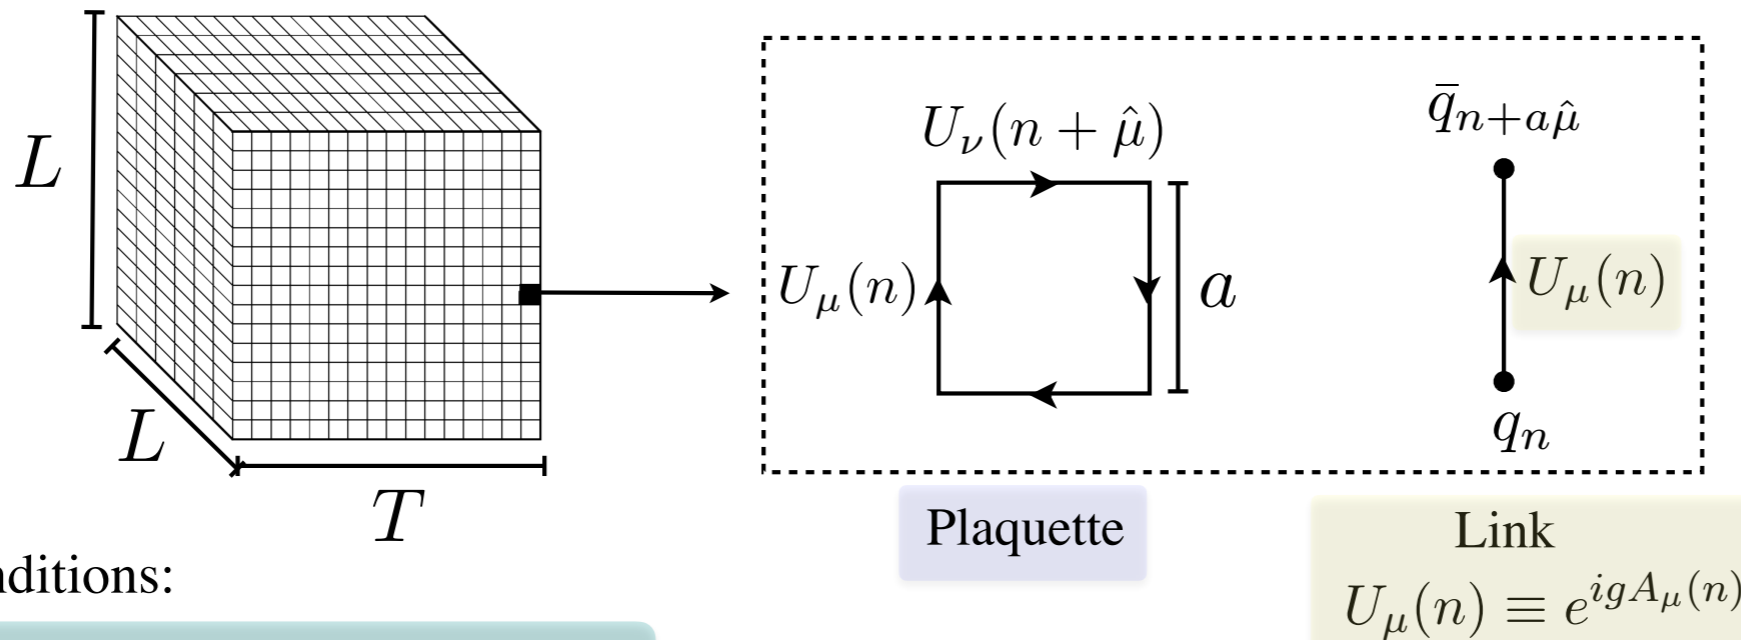 L
L
T
U_ν(n + μ̂)
U_μ(n)
a
q̄_{n+aμ̂}
U_μ(n)
q_n
Plaquette
Link
U_μ(n) ≡ e^{igA_μ(n)}
nditions: